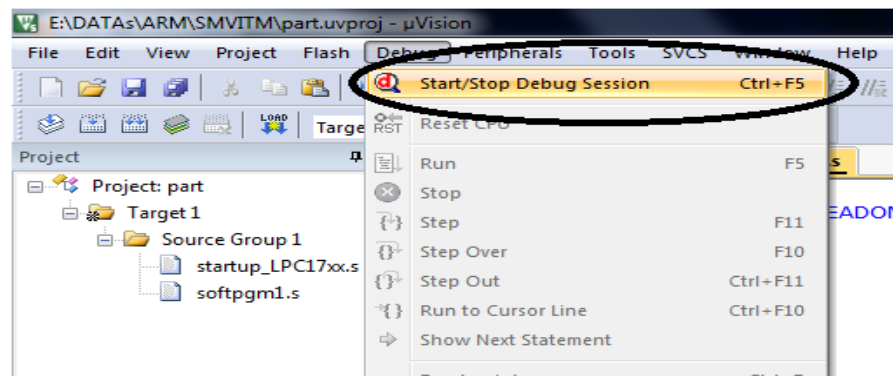 E:\DATAs\ARM\SMVITM\part.uvproj - µVision
File Edit View Project Flash Debug Peripherals Tools SVCS Window Help
Start/Stop Debug Session Ctrl+F5
LOAD
Targe
RST Reset CPU
Project
Run F5
s
Project: part
Stop
Target 1
Step F11
EADON
Source Group 1
Step Over F10
startup_LPC17xx.s
Step Out Ctrl+F11
softpgm1.s
Run to Cursor Line Ctrl+F10
Show Next Statement